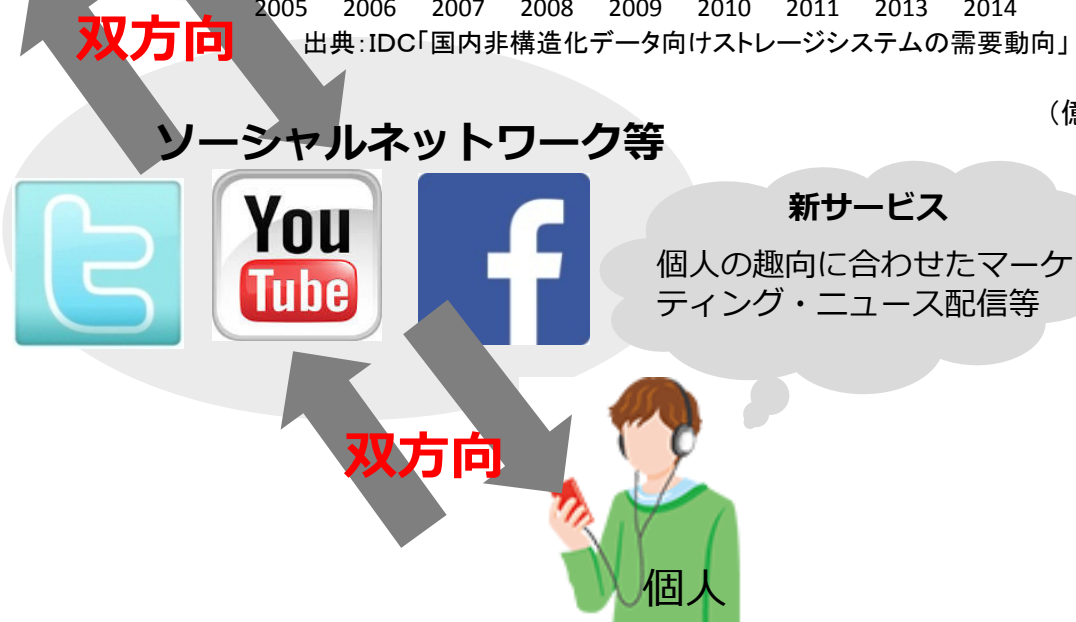 2005 2006 2007 2008 2009 2010 2011 2013 2014
双方向
出典：IDC「国内非構造化データ向けストレージシステムの需要動向」
（億
ソーシャルネットワーク等
You
Tube
新サービス
個人の趣向に合わせたマーケ
ティング・ニュース配信等
双方向
個人